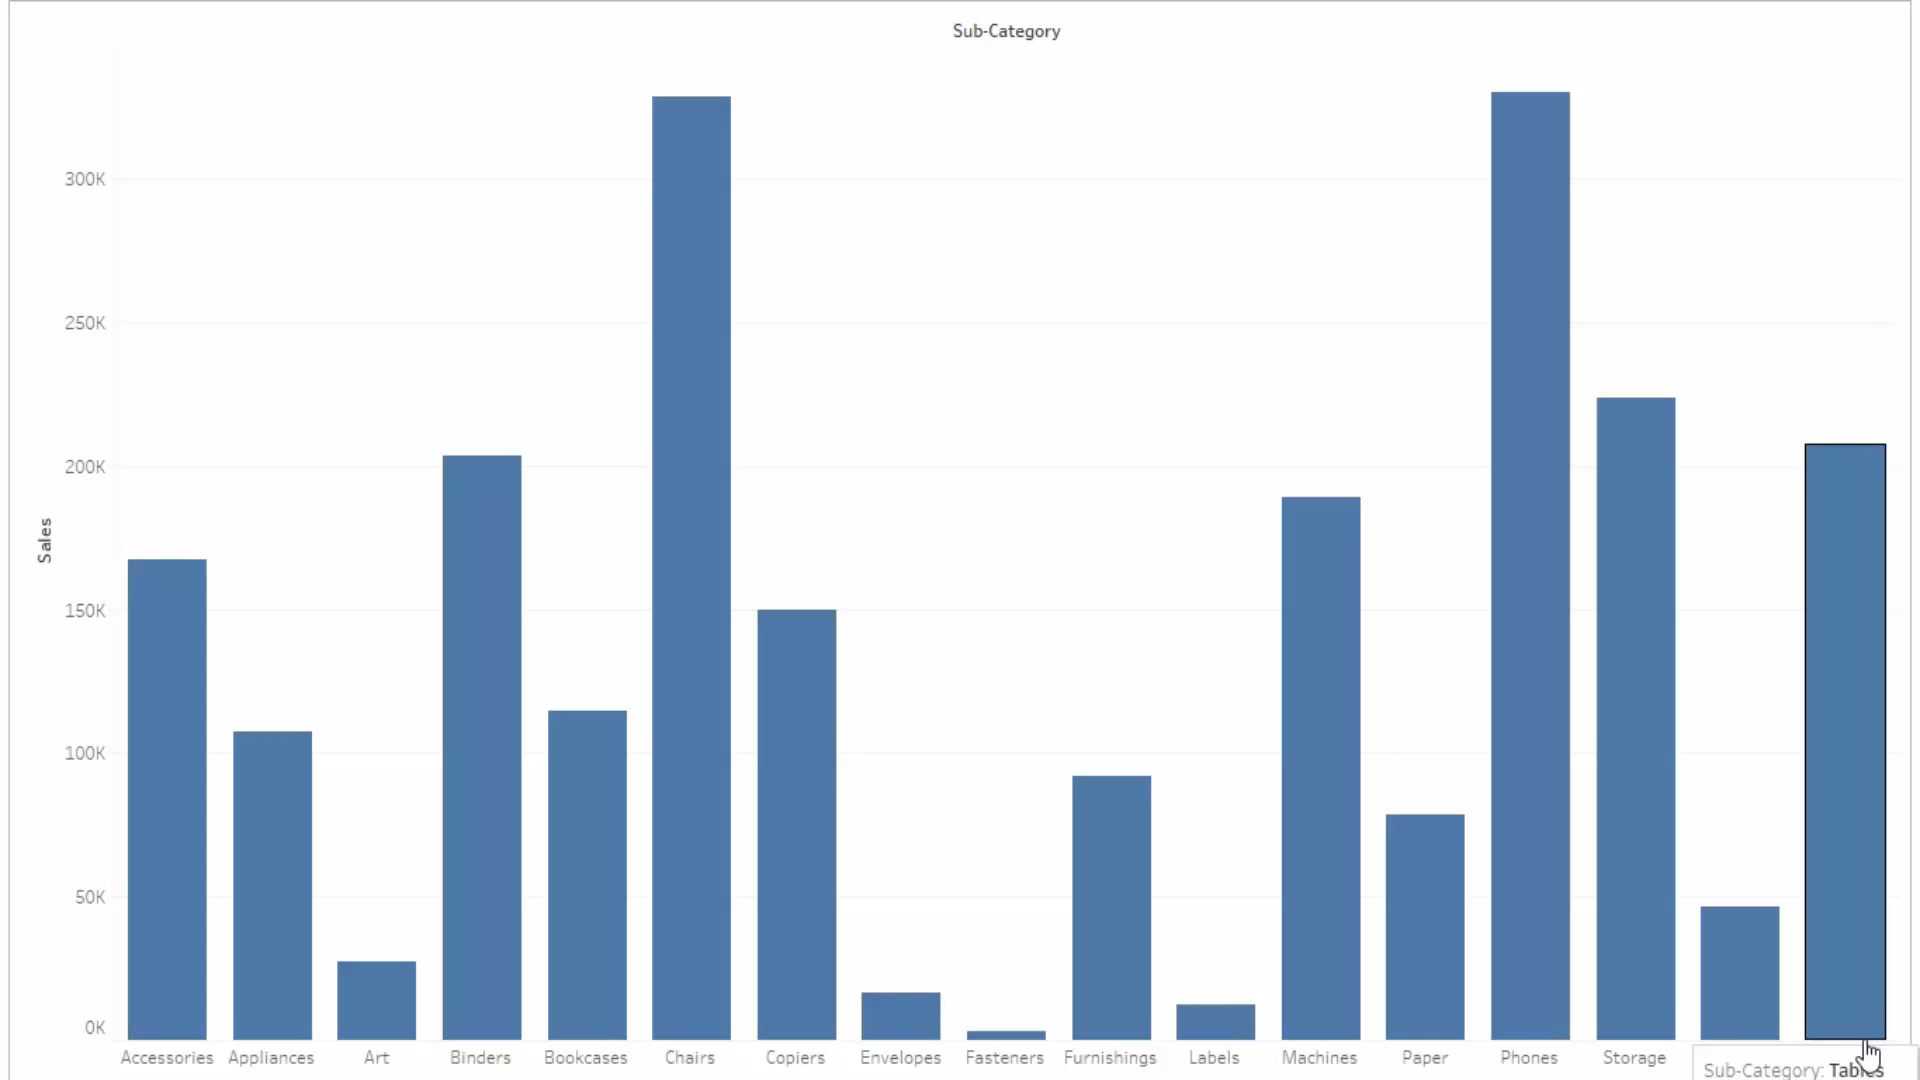 Sub-Category
300K
250K
200K
150K
100K
50K
0K
Sales
Accessories Appliances Art Binders Bookcases Chairs Copiers Envelopes Fasteners Furnishings Labels Machines Paper Phones Storage
Sub-Category: Tables